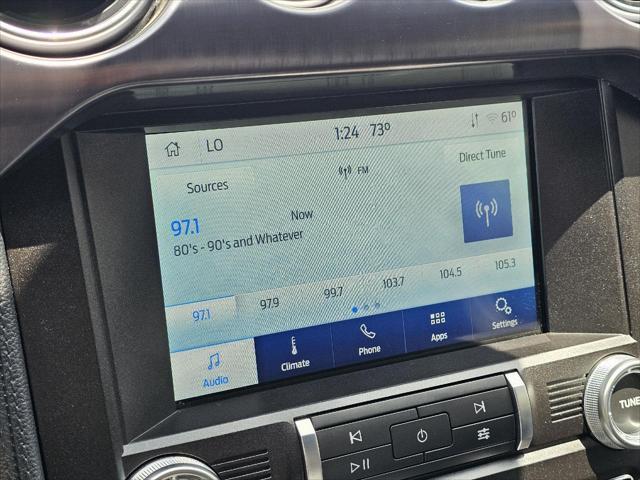 LO 1:24 73° 61°
Sources FM Direct Tune
97.1 Now
80's - 90's and Whatever
97.1 97.9 99.7 103.7 104.5 105.3
Audio Climate Phone Apps Settings
TUNE